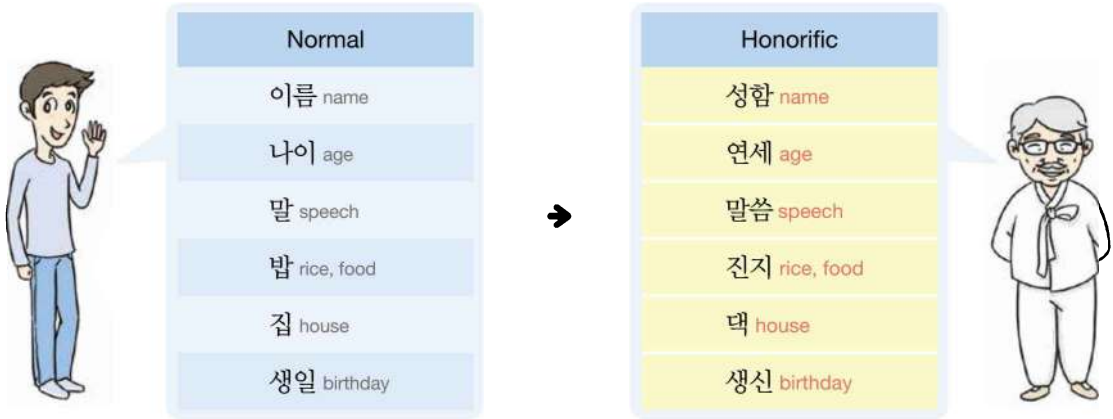 Normal
이름 name
나이 age
말 speech
밥 rice, food
집 house
생일 birthday
Honorific
성함 name
연세 age
말씀 speech
진지 rice, food
댁 house
생신 birthday